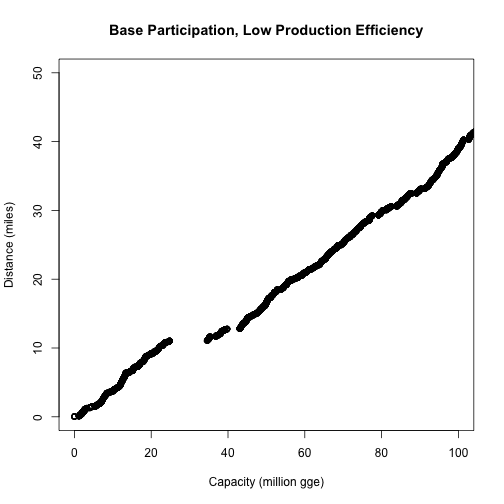 Base Participation, Low Production Efficiency
50
40
30
20
10
0
Distance (miles)
0 20 40 60 80 100
Capacity (million gge)